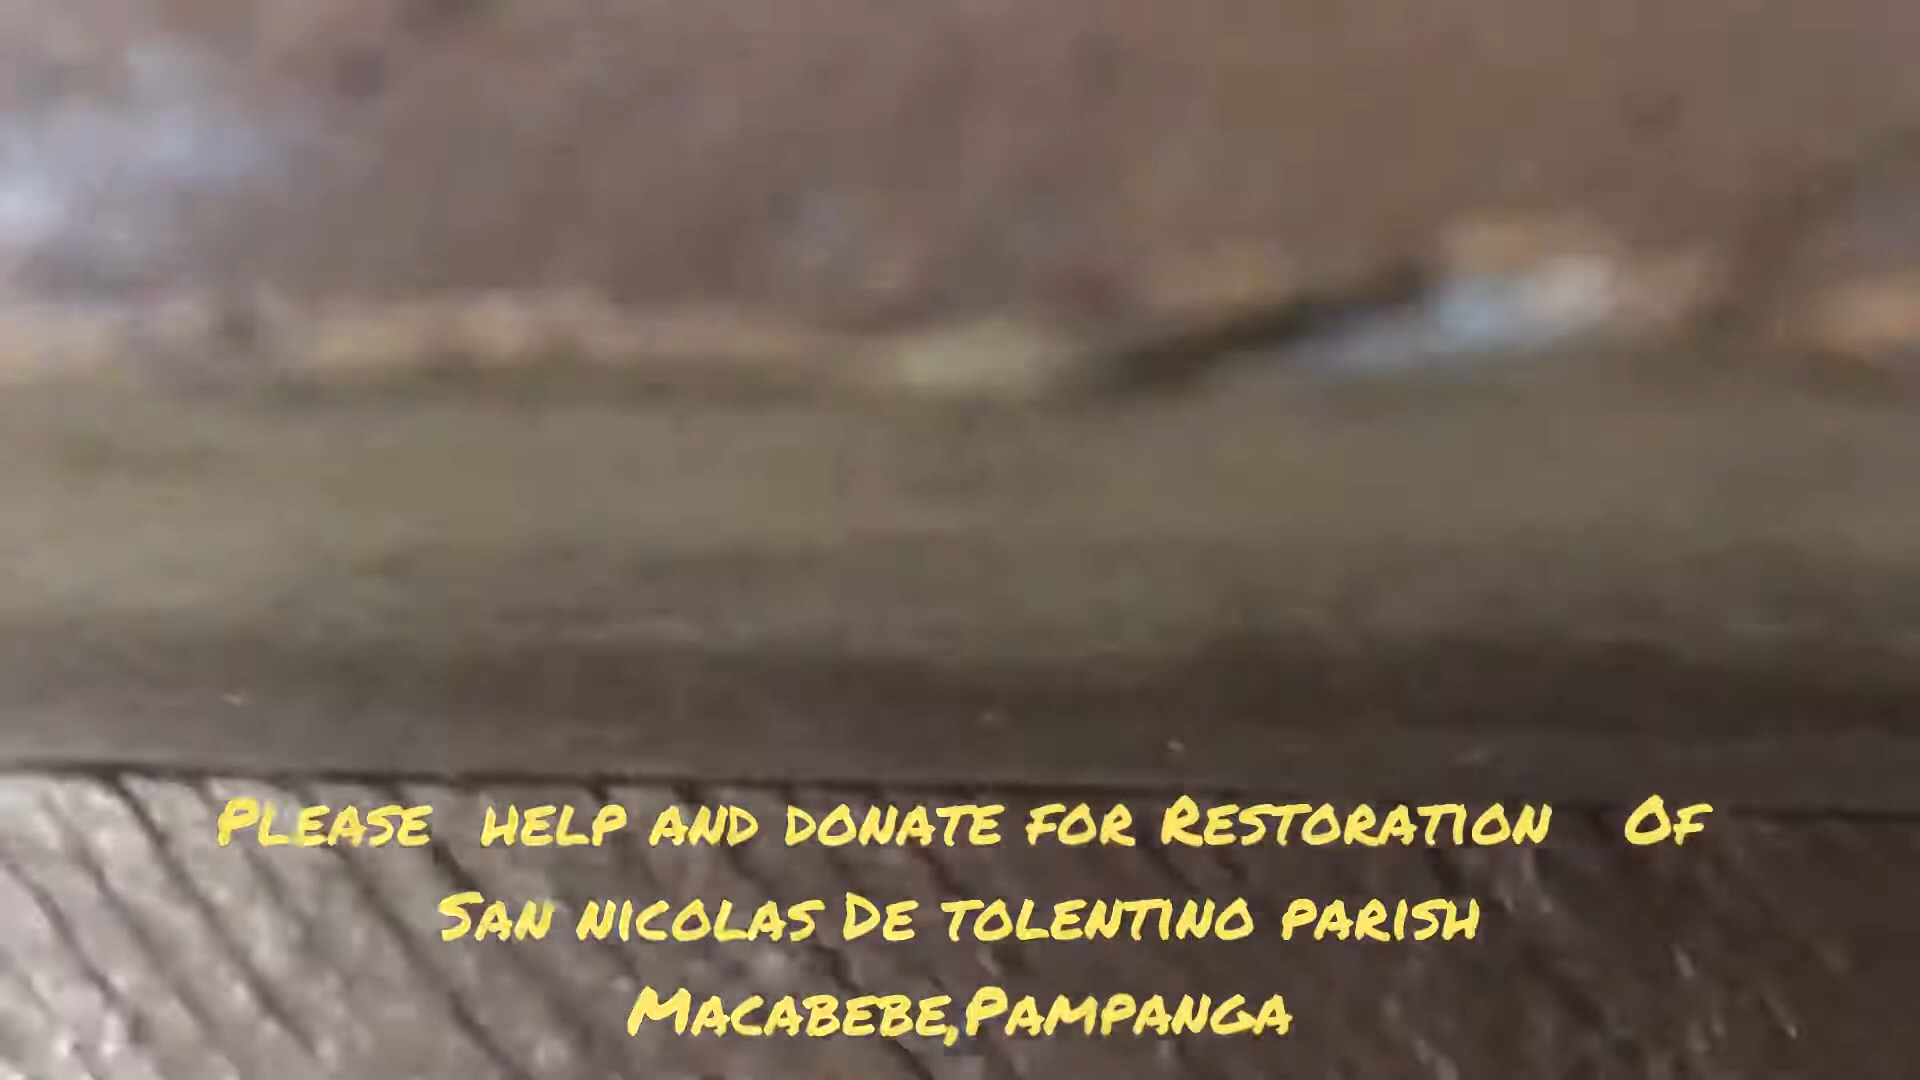 Please help and donate for Restoration Of
San nicolas De tolentino parish
Macabebe,Pampanga